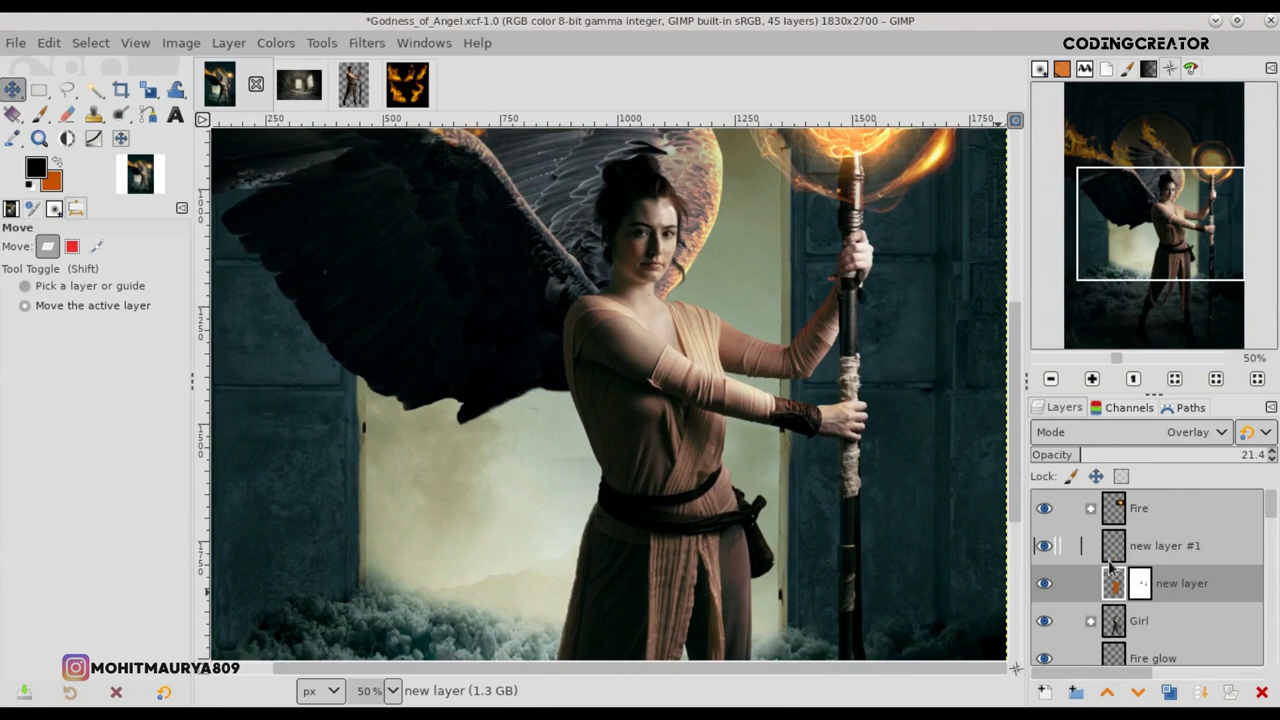 *Godness_of_Angel.xcf-1.0 (RGB color 8-bit gamma integer, GIMP built-in sRGB, 45 layers) 1830x2700 – GIMP
File Edit Select View Image Layer Colors Tools Filters Windows Help
CODINGCREATOR
250 500 750 1000 1250 1500 1750
1000
1250
1500
1750
Move
Move:
Tool Toggle (Shift)
Pick a layer or guide
Move the active layer
50%
Layers Channels Paths
Mode Overlay
Opacity 21.4
Lock:
Fire
new layer #1
new layer
Girl
Fire glow
MOHITMAURYA809
px 50 % new layer (1.3 GB)